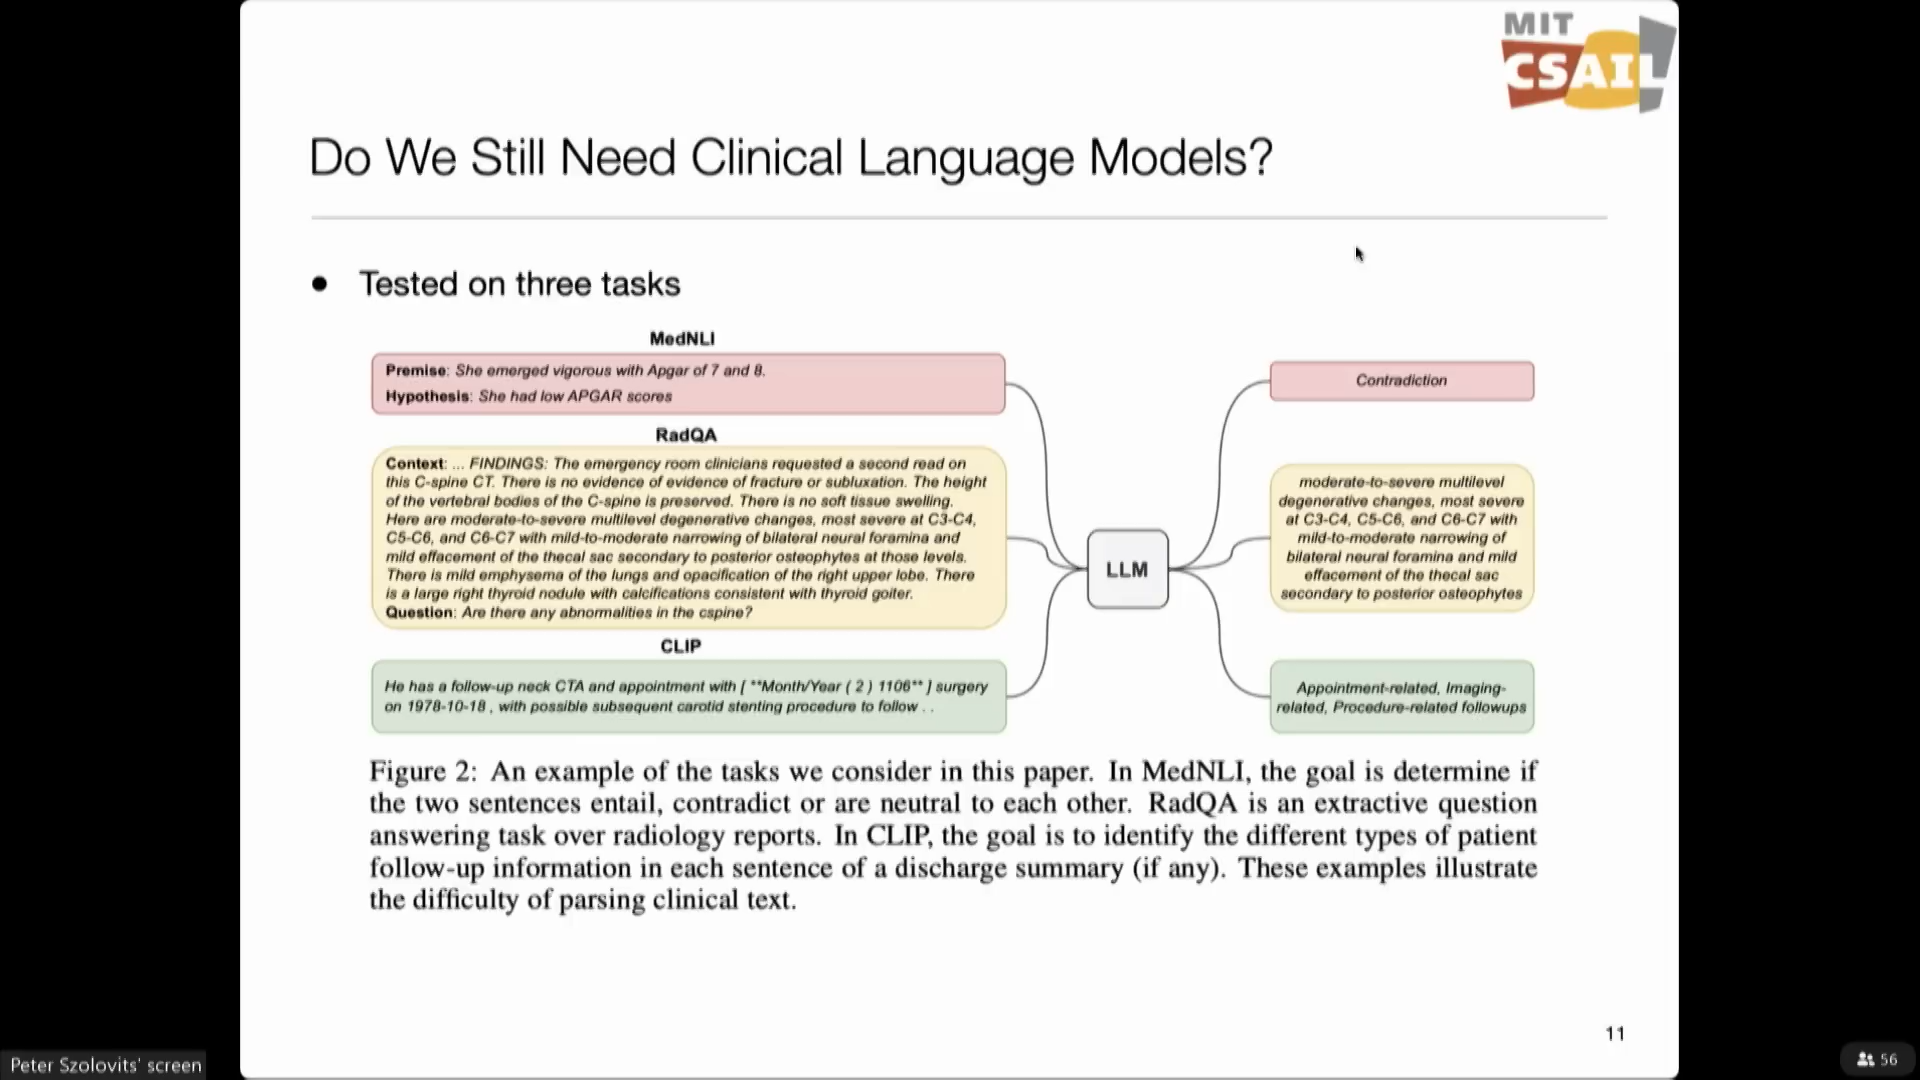 MIT
CSAIL
Do We Still Need Clinical Language Models?
● Tested on three tasks
MedNLI
Premise: She emerged vigorous with Apgar of 7 and 8.
Hypothesis: She had low APGAR scores
Contradiction
RadQA
Context: ... FINDINGS: The emergency room clinicians requested a second read on
this C-spine CT. There is no evidence of evidence of fracture or subluxation. The height
of the vertebral bodies of the C-spine is preserved. There is no soft tissue swelling.
Here are moderate-to-severe multilevel degenerative changes, most severe at C3-C4,
C5-C6, and C6-C7 with mild-to-moderate narrowing of bilateral neural foramina and
mild effacement of the thecal sac secondary to posterior osteophytes at those levels.
There is mild emphysema of the lungs and opacification of the right upper lobe. There
is a large right thyroid nodule with calcifications consistent with thyroid goiter.
Question: Are there any abnormalities in the cspine?
LLM
moderate-to-severe multilevel
degenerative changes, most severe
at C3-C4, C5-C6, and C6-C7 with
mild-to-moderate narrowing of
bilateral neural foramina and mild
effacement of the thecal sac
secondary to posterior osteophytes
CLIP
He has a follow-up neck CTA and appointment with [ **Month/Year ( 2 ) 1106** ] surgery
on 1978-10-18 , with possible subsequent carotid stenting procedure to follow . .
Appointment-related, Imaging-
related, Procedure-related followups
Figure 2: An example of the tasks we consider in this paper. In MedNLI, the goal is determine if
the two sentences entail, contradict or are neutral to each other. RadQA is an extractive question
answering task over radiology reports. In CLIP, the goal is to identify the different types of patient
follow-up information in each sentence of a discharge summary (if any). These examples illustrate
the difficulty of parsing clinical text.
11
Peter Szolovits' screen
56